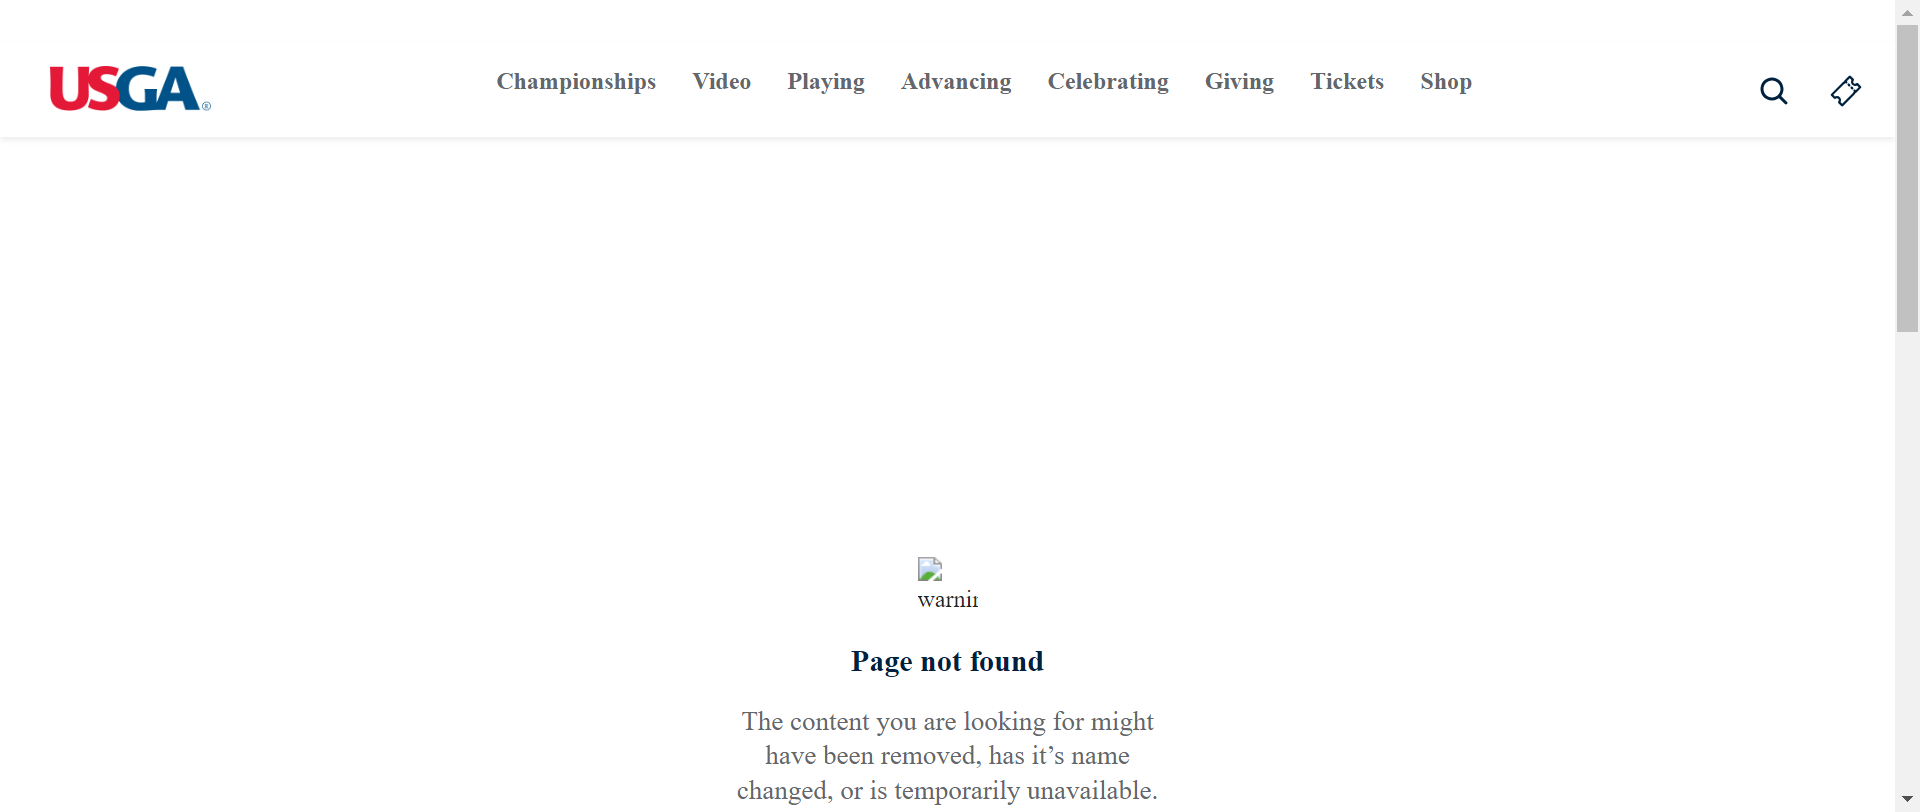 USGA®
Championships Video Playing Advancing Celebrating Giving Tickets Shop
Page not found
The content you are looking for might
have been removed, has it’s name
changed, or is temporarily unavailable.